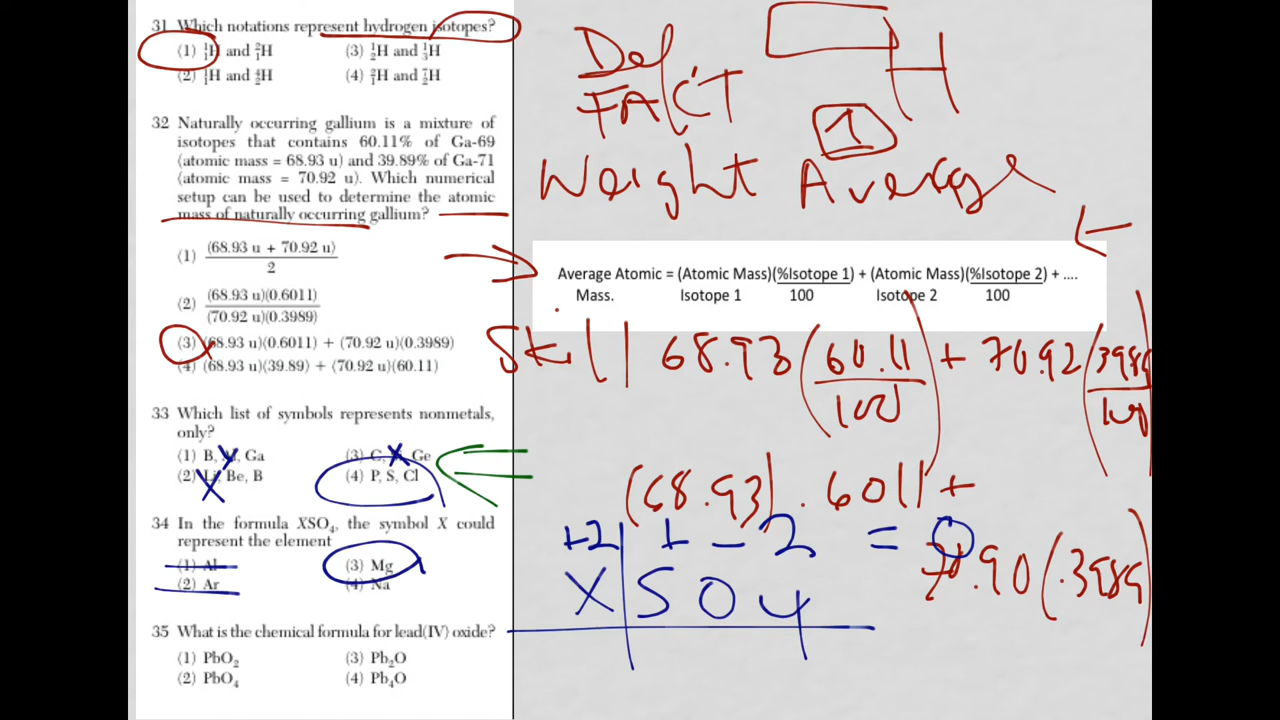 31 Which notations represent hydrogen isotopes?
(1) ¹₁H and ²₁H (3) ¹₂H and ¹₃H
(2) ¹₁H and ⁴₂H (4) ²₁H and ⁷₂H
32 Naturally occurring gallium is a mixture of
isotopes that contains 60.11% of Ga-69
(atomic mass = 68.93 u) and 39.89% of Ga-71
(atomic mass = 70.92 u). Which numerical
setup can be used to determine the atomic
mass of naturally occurring gallium?
(1) (68.93 u + 70.92 u)
2
(2) (68.93 u)(0.6011)
(70.92 u)(0.3989)
(3) (68.93 u)(0.6011) + (70.92 u)(0.3989)
(4) (68.93 u)(39.89) + (70.92 u)(60.11)
33 Which list of symbols represents nonmetals,
only?
(1) B, Ga (3) C, Ge
(2) Li, Be, B (4) P, S, Cl
34 In the formula XSO₄, the symbol X could
represent the element
(1) Al (3) Mg
(2) Ar (4) Na
35 What is the chemical formula for lead(IV) oxide?
(1) PbO₂ (3) Pb₂O
(2) PbO₄ (4) Pb₄O
Def
FACT
H
1
Weight Average
Average Atomic = (Atomic Mass)(%Isotope 1) + (Atomic Mass)(%Isotope 2) + ....
Mass. Isotope 1 100 Isotope 2 100
Skill 68.93 (60.11 + 70.92 (3989
100 100
(68.93) .6011 +
.90 (.3989)
+2 + - 2 = 0
X S O 4